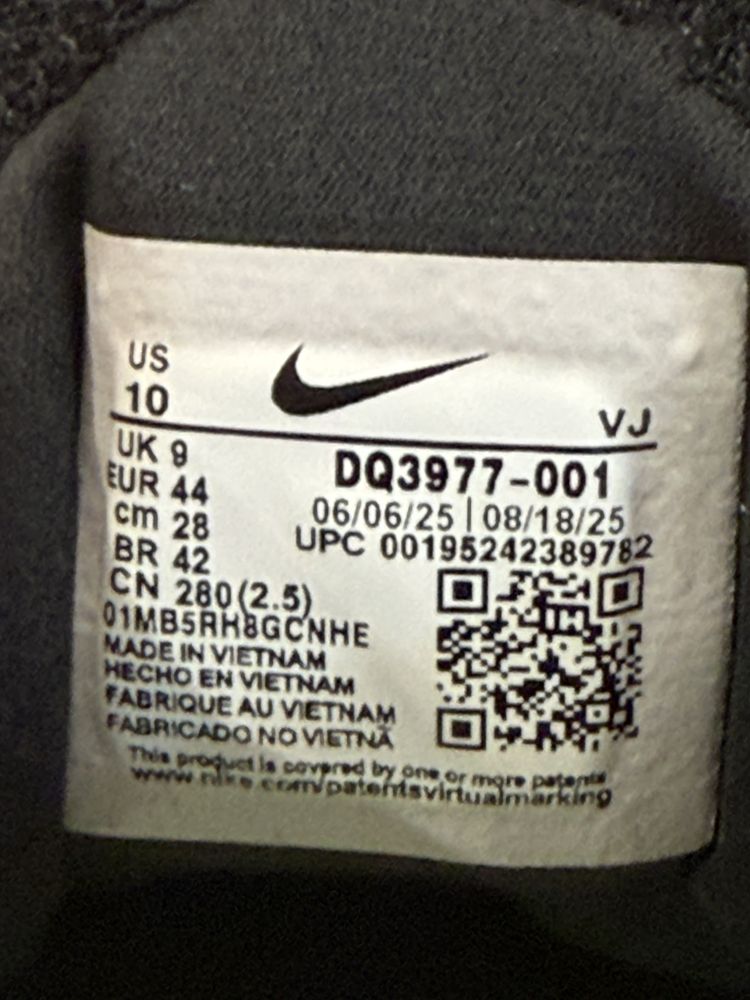 US
10
VJ
UK 9
EUR 44
cm 28
BR 42
CN 280(2.5)
DQ3977-001
06/06/25 | 08/18/25
UPC 00195242389782
01MB5RH8GCNHE
MADE IN VIETNAM
HECHO EN VIETNAM
FABRIQUE AU VIETNAM
FABRICADO NO VIETNÃ
This product is covered by one or more patents
www.nike.com/patentsvirtualmarking